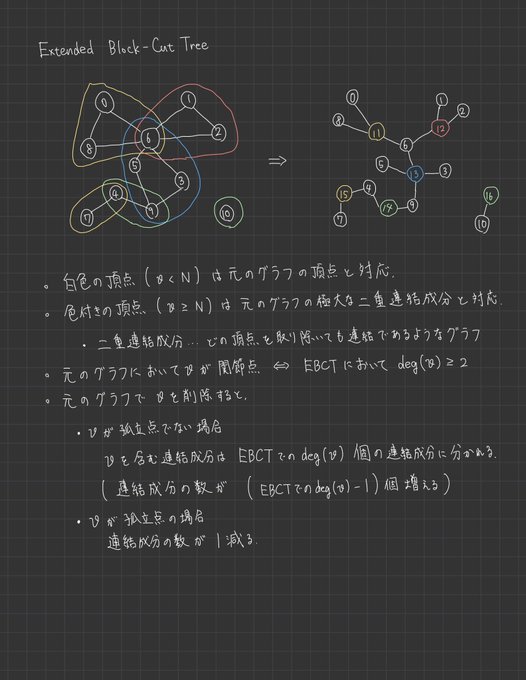 Extended Block-Cut Tree
0
1
2
6
8
5
3
4
7
9
10
⇒
0
8
11
1
2
12
6
5
13
3
15
4
7
14
9
16
10
。白色の頂点 (v < N) は元のグラフの頂点と対応.
。色付きの頂点 (v ≥ N) は元のグラフの極大な二重連結成分と対応.
・二重連結成分… どの頂点を取り除いても連結であるようなグラフ
。元のグラフにおいて v が関節点 ⇔ EBCT において deg(v) ≥ 2
。元のグラフで v を削除すると,
・v が孤立点でない場合
v を含む連結成分は EBCT での deg(v) 個の連結成分に分かれる.
( 連結成分の数が (EBCT での deg(v) - 1) 個 増える )
・v が孤立点の場合
連結成分の数が 1 減る.